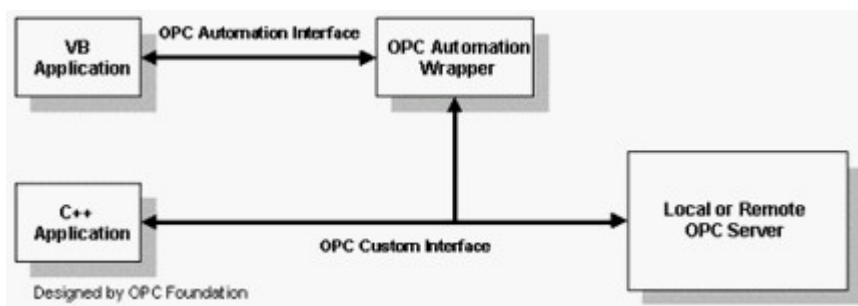 VB
Application
OPC Automation Interface
OPC Automation
Wrapper
C++
Application
OPC Custom Interface
Local or Remote
OPC Server
Designed by OPC Foundation